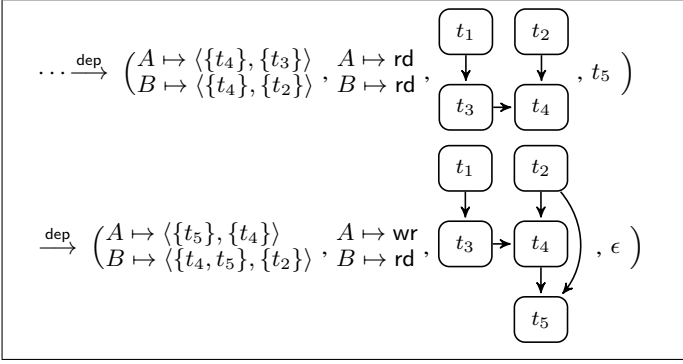 t₁ t₂
⋯ →ᵈᵉᵖ ( A ↦ ⟨{t₄}, {t₃}⟩ , A ↦ rd , , t₅ )
B ↦ ⟨{t₄}, {t₂}⟩ B ↦ rd
t₃ t₄
t₁ t₂
→ᵈᵉᵖ ( A ↦ ⟨{t₅}, {t₄}⟩ , A ↦ wr , , ϵ )
B ↦ ⟨{t₄, t₅}, {t₂}⟩ B ↦ rd
t₃ t₄
t₅